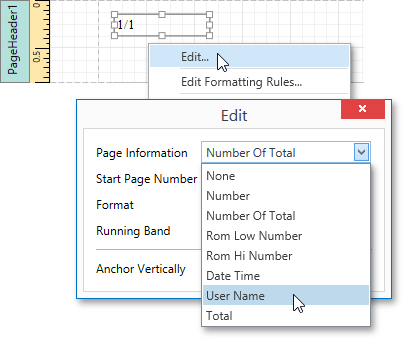 PageHeader1
0.5
1/1
Edit...
Edit Formatting Rules...
Edit
Page Information
Number Of Total
Start Page Number
None
Number
Format
Number Of Total
Running Band
Rom Low Number
Rom Hi Number
Anchor Vertically
Date Time
User Name
Total